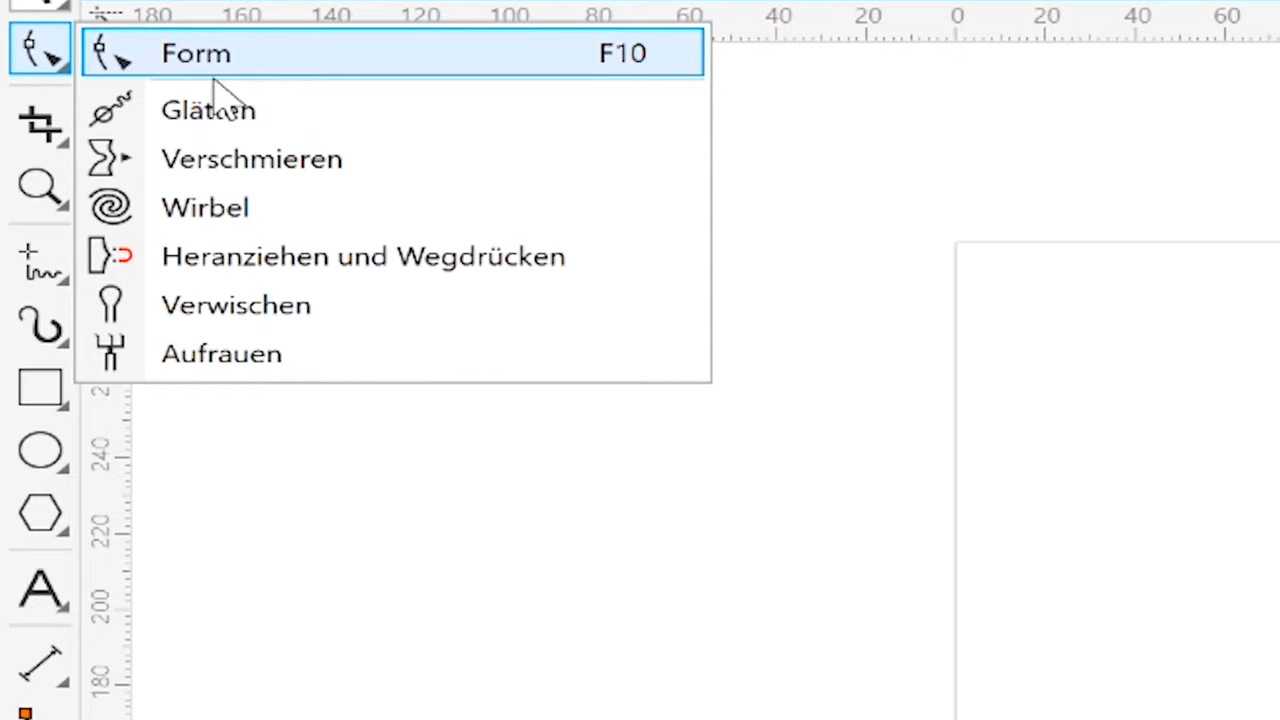 180 160 140 120 100 80 60 40 20 0 20 40 60
Form F10
Glätten
Verschmieren
Wirbel
Heranziehen und Wegdrücken
Verwischen
Aufrauen
240
220
200
180